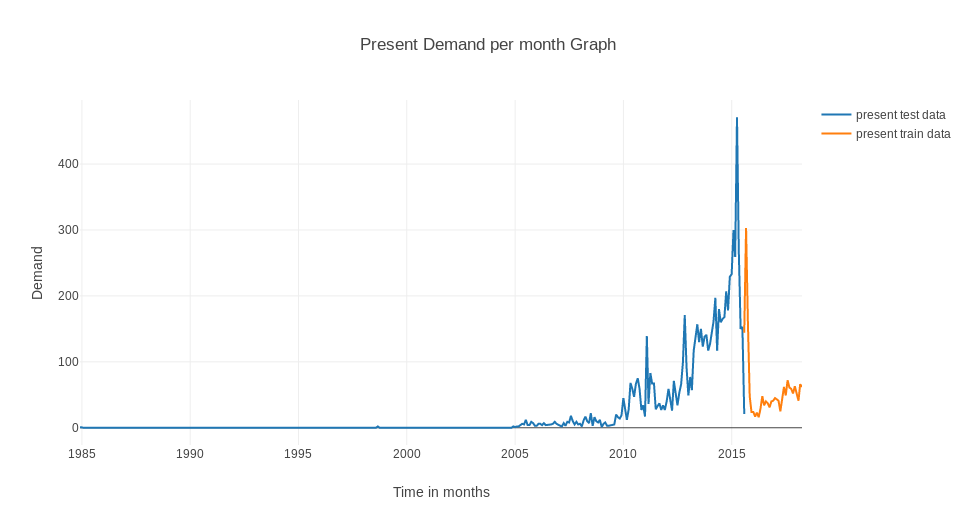 Present Demand per month Graph
present test data
present train data
400
300
200
100
0
Demand
1985 1990 1995 2000 2005 2010 2015
Time in months